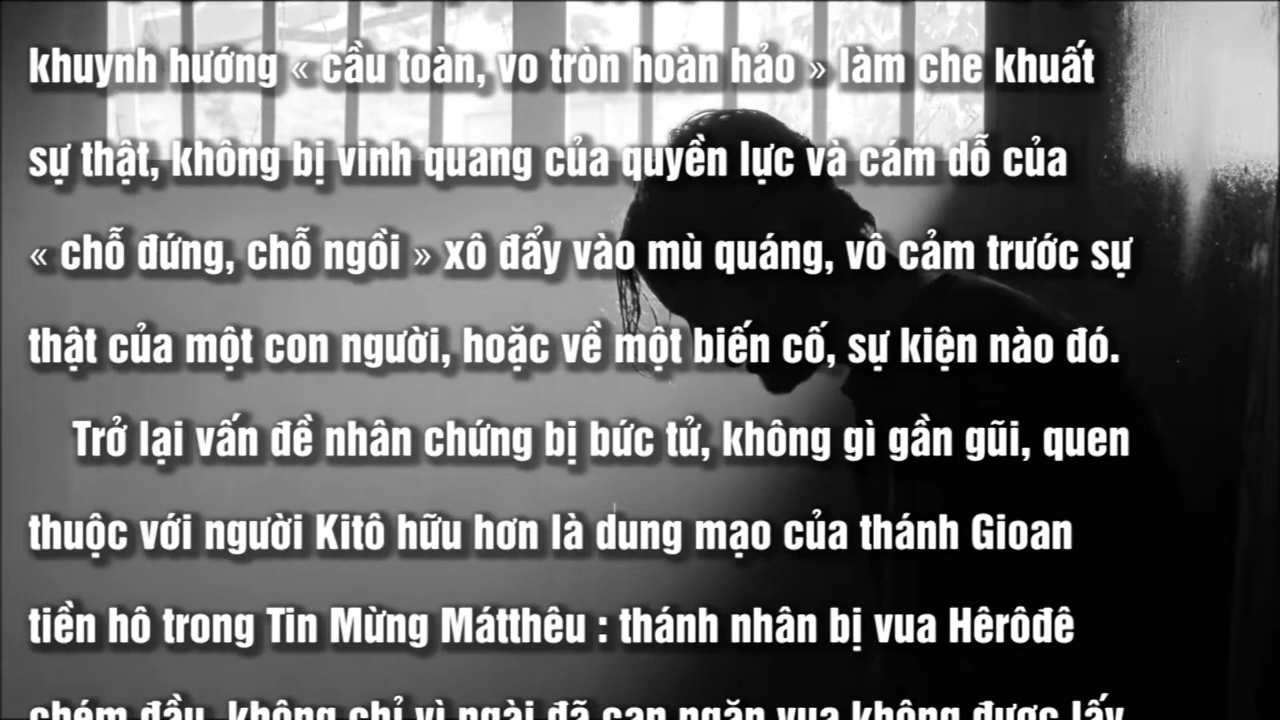 khuynh hướng « cầu toàn, vo tròn hoàn hảo » làm che khuất
sự thật, không bị vinh quang của quyền lực và cám dỗ của
« chỗ đứng, chỗ ngồi » xô đẩy vào mù quáng, vô cảm trước sự
thật của một con người, hoặc về một biến cố, sự kiện nào đó.
Trở lại vấn đề nhân chứng bị bức tử, không gì gần gũi, quen
thuộc với người Kitô hữu hơn là dung mạo của thánh Gioan
tiền hô trong Tin Mừng Mátthêu : thánh nhân bị vua Hêrôđê
chém đầu, không chỉ vì ngài đã can ngăn vua không được lấy